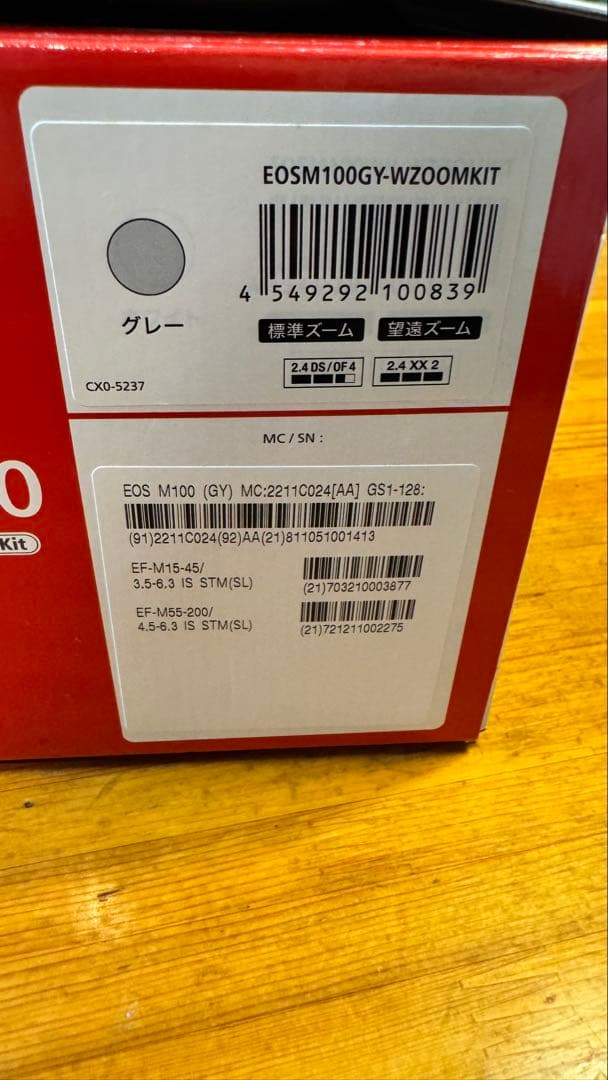 EOSM100GY-WZOOMKIT
4 549292 100839
グレー
標準ズーム 望遠ズーム
2.4 DS/OF 4 2.4 XX 2
CX0-5237
MC / SN :
0
Kit
EOS M100 (GY) MC:2211C024[AA] GS1-128:
(91)2211C024(92)AA(21)811051001413
EF-M15-45/
3.5-6.3 IS STM(SL)
(21)703210003877
EF-M55-200/
4.5-6.3 IS STM(SL)
(21)721211002275